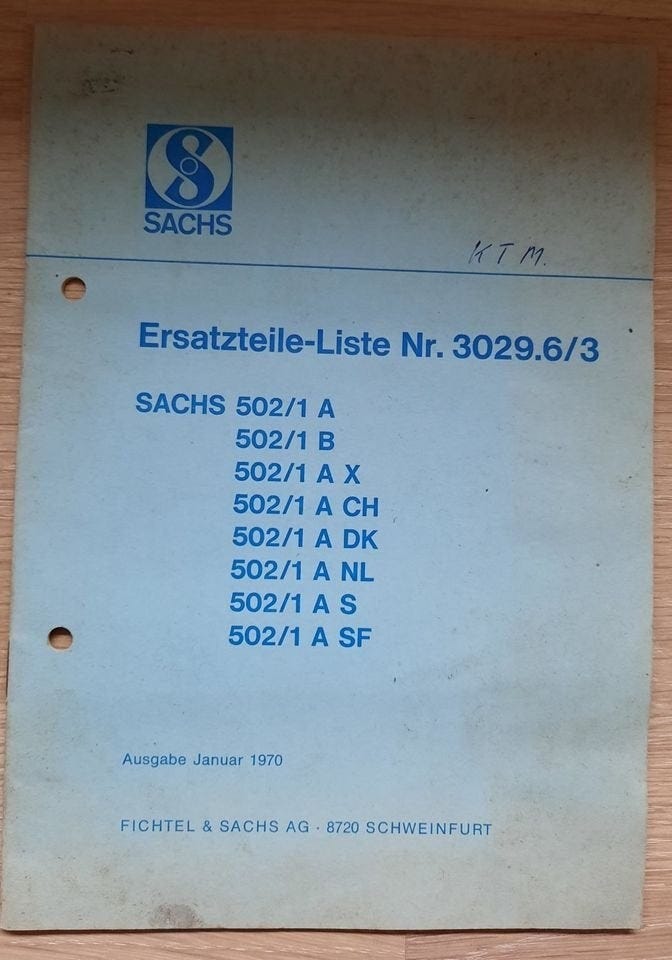 SACHS
KTM.
Ersatzteile-Liste Nr. 3029.6/3
SACHS 502/1 A
502/1 B
502/1 A X
502/1 A CH
502/1 A DK
502/1 A NL
502/1 A S
502/1 A SF
Ausgabe Januar 1970
FICHTEL & SACHS AG · 8720 SCHWEINFURT